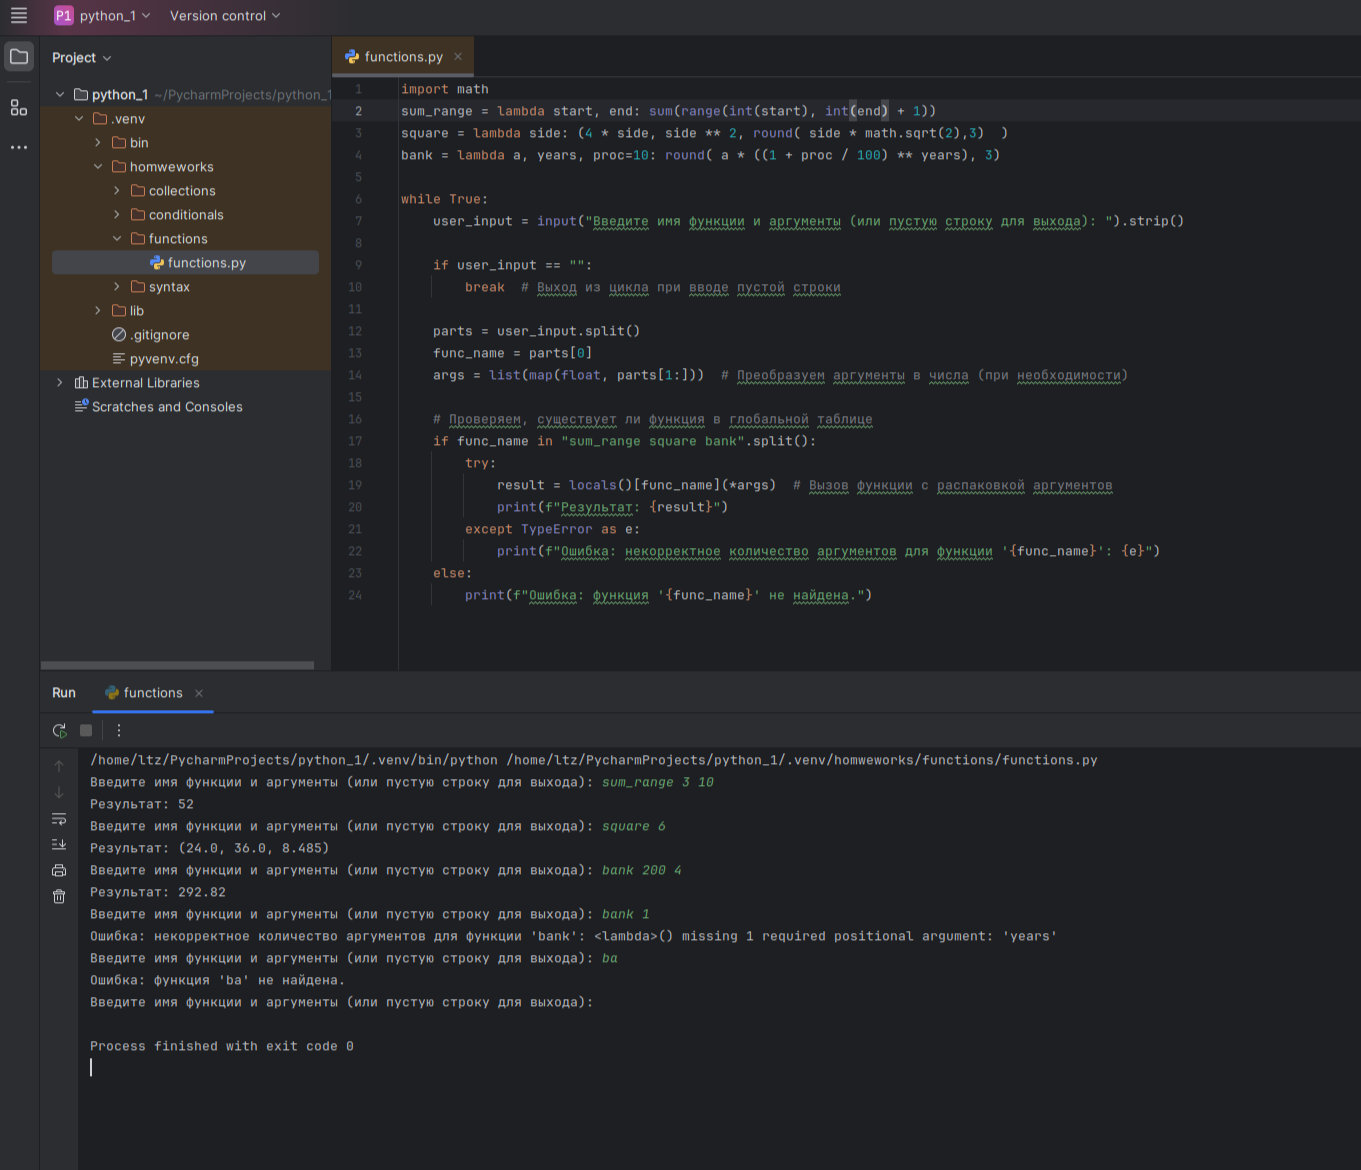 P1 python_1 Version control
Project
functions.py
python_1 ~/PycharmProjects/python_1
.venv
bin
homweworks
collections
conditionals
functions
functions.py
syntax
lib
.gitignore
pyvenv.cfg
External Libraries
Scratches and Consoles
1 import math
2 sum_range = lambda start, end: sum(range(int(start), int(end) + 1))
3 square = lambda side: (4 * side, side ** 2, round( side * math.sqrt(2),3)  )
4 bank = lambda a, years, proc=10: round( a * ((1 + proc / 100) ** years), 3)
5
6 while True:
7     user_input = input("Введите имя функции и аргументы (или пустую строку для выхода): ").strip()
8
9     if user_input == "":
10         break  # Выход из цикла при вводе пустой строки
11
12     parts = user_input.split()
13     func_name = parts[0]
14     args = list(map(float, parts[1:]))  # Преобразуем аргументы в числа (при необходимости)
15
16     # Проверяем, существует ли функция в глобальной таблице
17     if func_name in "sum_range square bank".split():
18         try:
19             result = locals()[func_name](*args)  # Вызов функции с распаковкой аргументов
20             print(f"Результат: {result}")
21         except TypeError as e:
22             print(f"Ошибка: некорректное количество аргументов для функции '{func_name}': {e}")
23     else:
24         print(f"Ошибка: функция '{func_name}' не найдена.")
Run functions
/home/ltz/PycharmProjects/python_1/.venv/bin/python /home/ltz/PycharmProjects/python_1/.venv/homweworks/functions/functions.py
Введите имя функции и аргументы (или пустую строку для выхода): sum_range 3 10
Результат: 52
Введите имя функции и аргументы (или пустую строку для выхода): square 6
Результат: (24.0, 36.0, 8.485)
Введите имя функции и аргументы (или пустую строку для выхода): bank 200 4
Результат: 292.82
Введите имя функции и аргументы (или пустую строку для выхода): bank 1
Ошибка: некорректное количество аргументов для функции 'bank': <lambda>() missing 1 required positional argument: 'years'
Введите имя функции и аргументы (или пустую строку для выхода): ba
Ошибка: функция 'ba' не найдена.
Введите имя функции и аргументы (или пустую строку для выхода):
Process finished with exit code 0